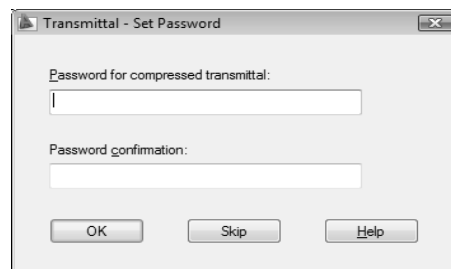 Transmittal - Set Password
Password for compressed transmittal:
Password confirmation:
OK Skip Help